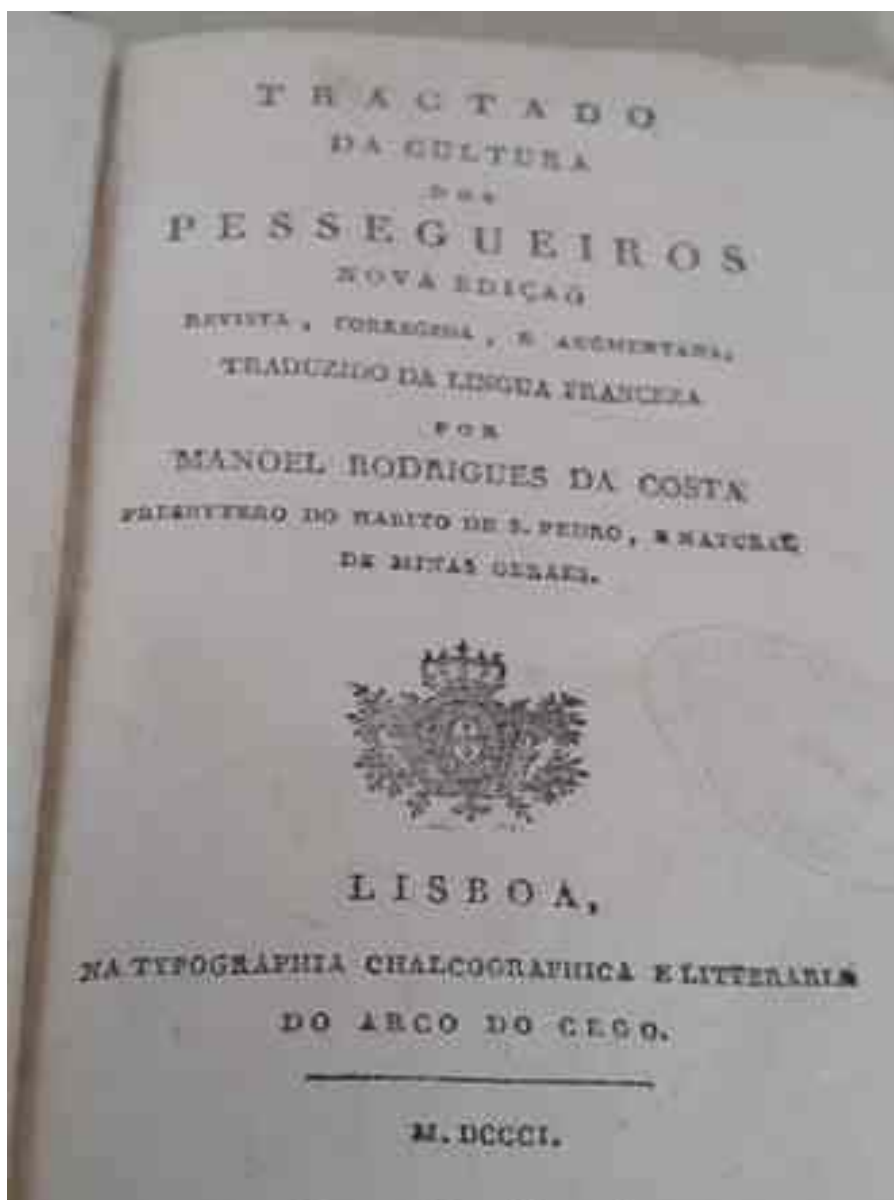 TRACTADO
DA CULTURA
DOS
PESSEGUEIROS
NOVA EDIÇAÕ
REVISTA, CORREGIDA, E AUGMENTADA,
TRADUZIDO DA LINGUA FRANCEZA
POR
MANOEL RODRIGUES DA COSTA
PRESBYTERO DO HABITO DE S. PEDRO, E NATURAL
DE MINAS GERAES.
LISBOA,
NA TYPOGRAPHIA CHALCOGRAPHICA E LITTERARIA
DO ARCO DO CEGO.
M. DCCCI.